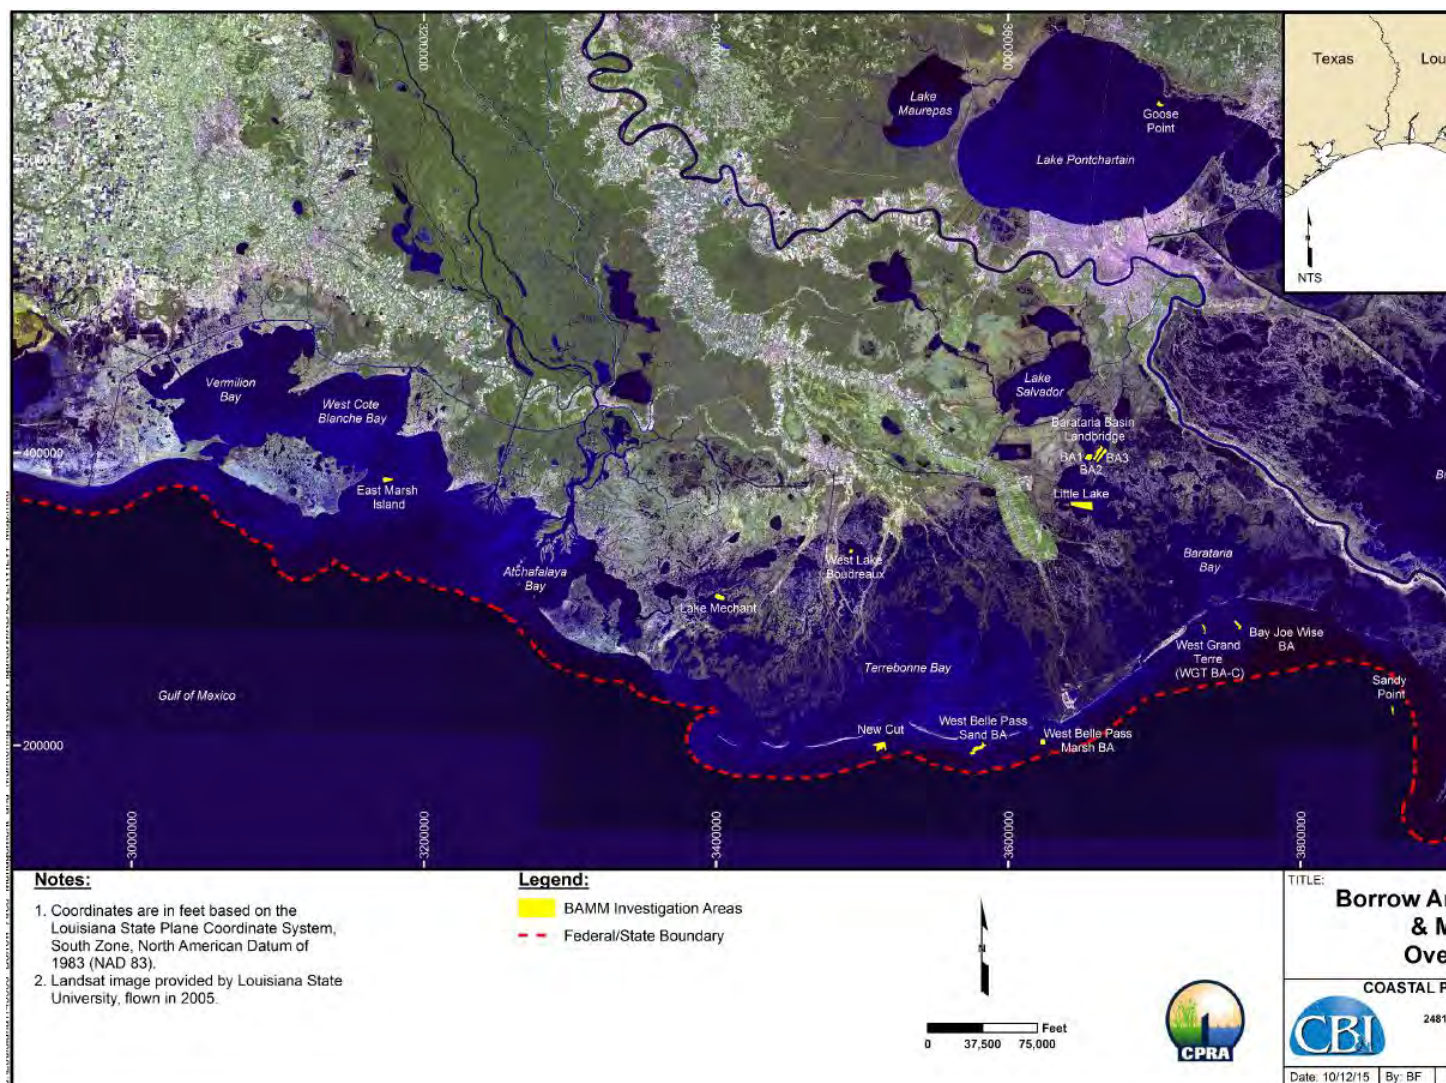 3200000
3400000
3600000
Texas
Lou
NTS
Lake
Maurepas
Goose
Point
Lake Pontchartain
Vermilion
Bay
West Cote
Blanche Bay
Lake
Salvador
Barataria Basin
Landbridge
BA1
BA3
BA2
400000
East Marsh
Island
Little Lake
Barataria
Bay
West Lake
Boudreaux
Atchafalaya
Bay
Lake Mechant
Bay Joe Wise
BA
West Grand
Terre
(WGT BA-C)
Terrebonne Bay
Sandy
Point
Gulf of Mexico
New Cut
West Belle Pass
Sand BA
West Belle Pass
Marsh BA
200000
3000000
3200000
3400000
3600000
3800000
Notes:
1. Coordinates are in feet based on the
Louisiana State Plane Coordinate System,
South Zone, North American Datum of
1983 (NAD 83).
2. Landsat image provided by Louisiana State
University, flown in 2005.
Legend:
BAMM Investigation Areas
Federal/State Boundary
N
Feet
0 37,500 75,000
CPRA
TITLE:
Borrow Ar
& M
Ove
COASTAL P
2481
CB&I
Date: 10/12/15 By: BF